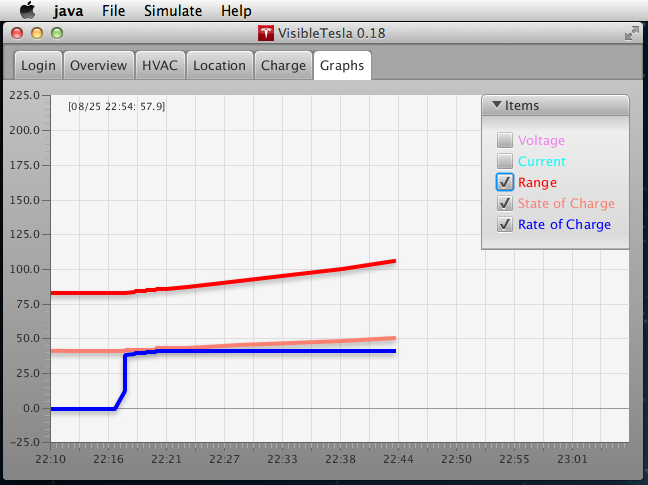 java File Simulate Help
VisibleTesla 0.18
Login Overview HVAC Location Charge Graphs
225.0
[08/25 22:54: 57.9]
Items
200.0
Voltage
175.0
Current
Range
150.0
State of Charge
Rate of Charge
125.0
100.0
75.0
50.0
25.0
0.0
-25.0
22:10 22:16 22:21 22:27 22:33 22:38 22:44 22:50 22:55 23:01